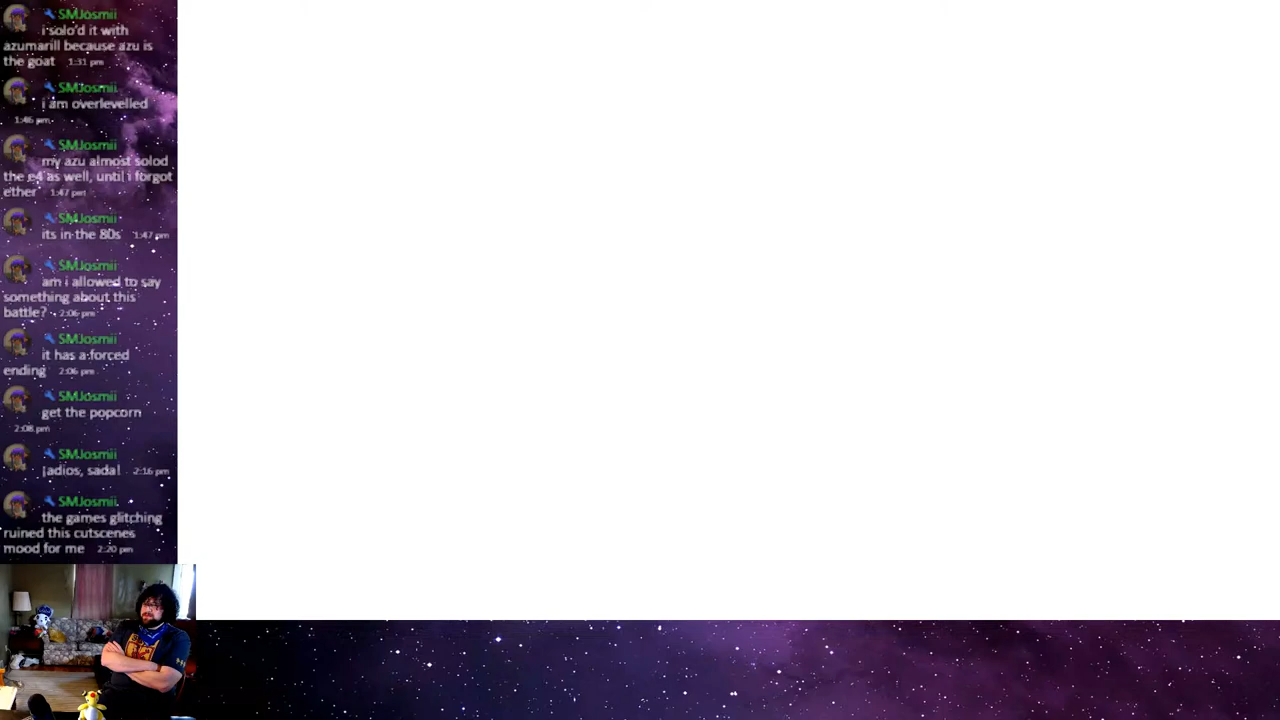 SMJosmii
i solo'd it with
azumarill because azu is
the goat 1:31 pm
SMJosmii
i am overlevelled
1:46 pm
SMJosmii
my azu almost solod
the e4 as well, until i forgot
ether 1:47 pm
SMJosmii
its in the 80s 1:47 pm
SMJosmii
am i allowed to say
something about this
battle? 2:06 pm
SMJosmii
it has a forced
ending 2:06 pm
SMJosmii
get the popcorn
2:08 pm
SMJosmii
¡adios, sada! 2:16 pm
SMJosmii
the games glitching
ruined this cutscenes
mood for me 2:20 pm